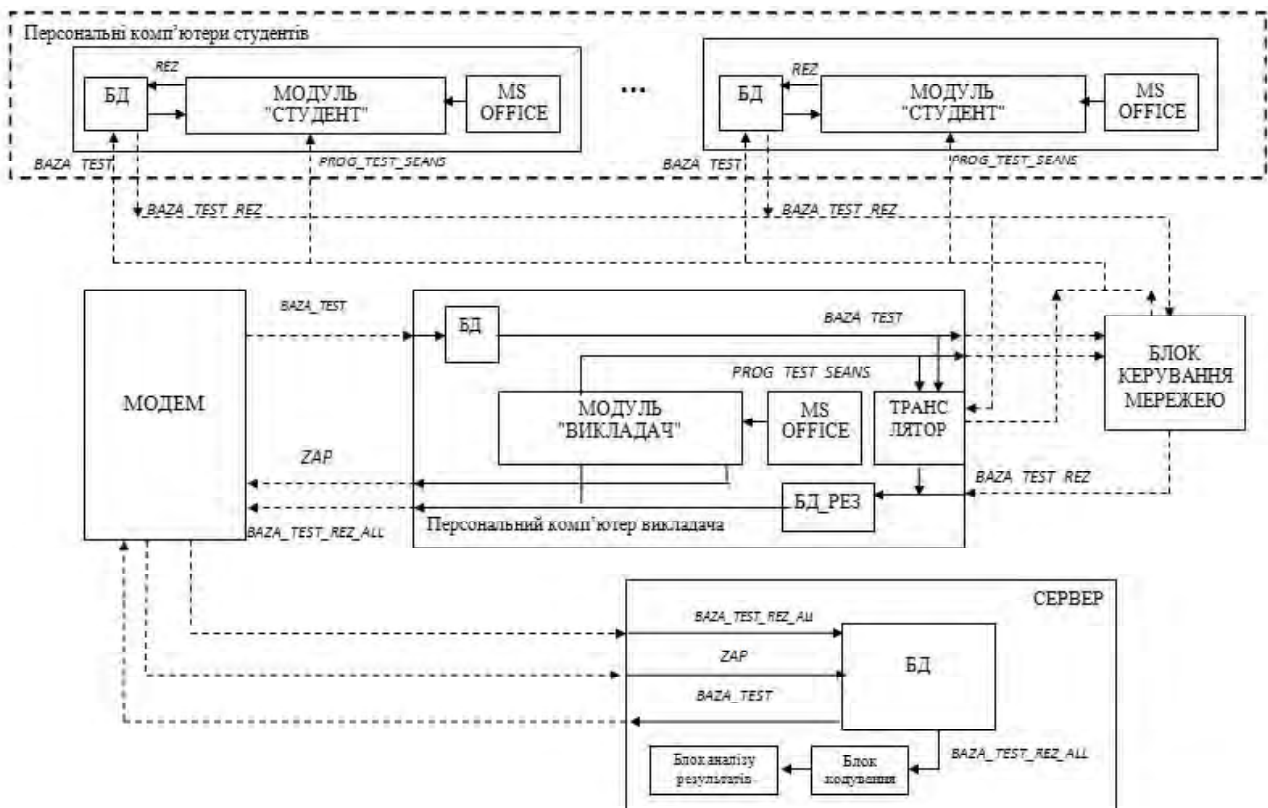 Персональні комп’ютери студентів
REZ
БД
МОДУЛЬ
"СТУДЕНТ"
MS
OFFICE
...
REZ
БД
МОДУЛЬ
"СТУДЕНТ"
MS
OFFICE
BAZA_TEST
PROG_TEST_SEANS
BAZA_TEST
PROG_TEST_SEANS
BAZA_TEST_REZ
BAZA_TEST_REZ
BAZA_TEST
БД
BAZA_TEST
PROG_TEST_SEANS
БЛОК
КЕРУВАННЯ
МЕРЕЖЕЮ
МОДЕМ
МОДУЛЬ
"ВИКЛАДАЧ"
MS
OFFICE
ТРАНС
ЛЯТОР
ZAP
BAZA_TEST_REZ
БД_РЕЗ
BAZA_TEST_REZ_ALL
Персональний комп’ютер викладача
СЕРВЕР
BAZA_TEST_REZ_All
ZAP
БД
BAZA_TEST
BAZA_TEST_REZ_ALL
Блок аналізу
результатів
Блок
кодування